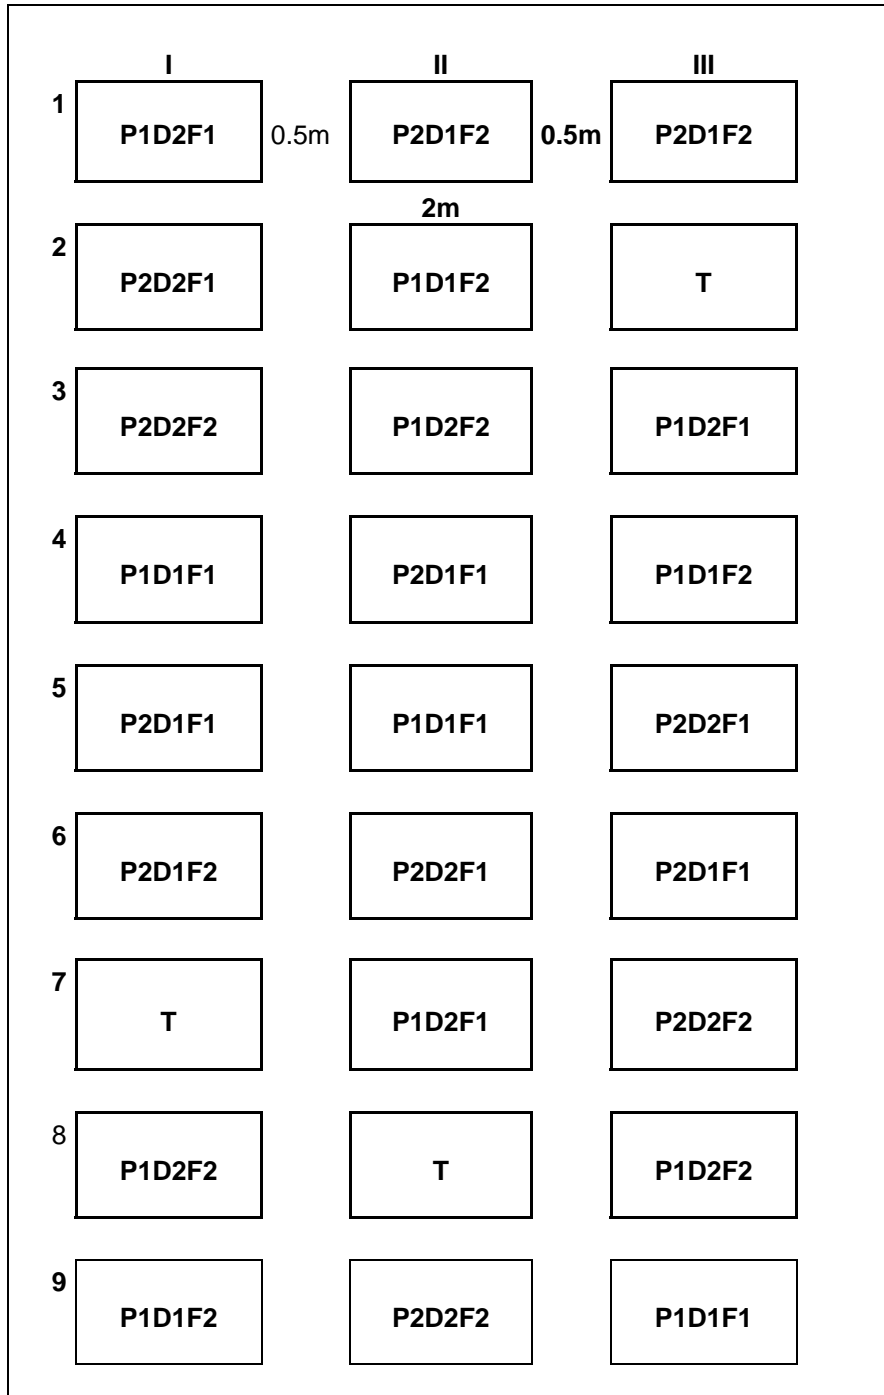 I II III
1
P1D2F1 0.5m P2D1F2 0.5m P2D1F2
2m
2
P2D2F1 P1D1F2 T
3
P2D2F2 P1D2F2 P1D2F1
4
P1D1F1 P2D1F1 P1D1F2
5
P2D1F1 P1D1F1 P2D2F1
6
P2D1F2 P2D2F1 P2D1F1
7
T P1D2F1 P2D2F2
8
P1D2F2 T P1D2F2
9
P1D1F2 P2D2F2 P1D1F1